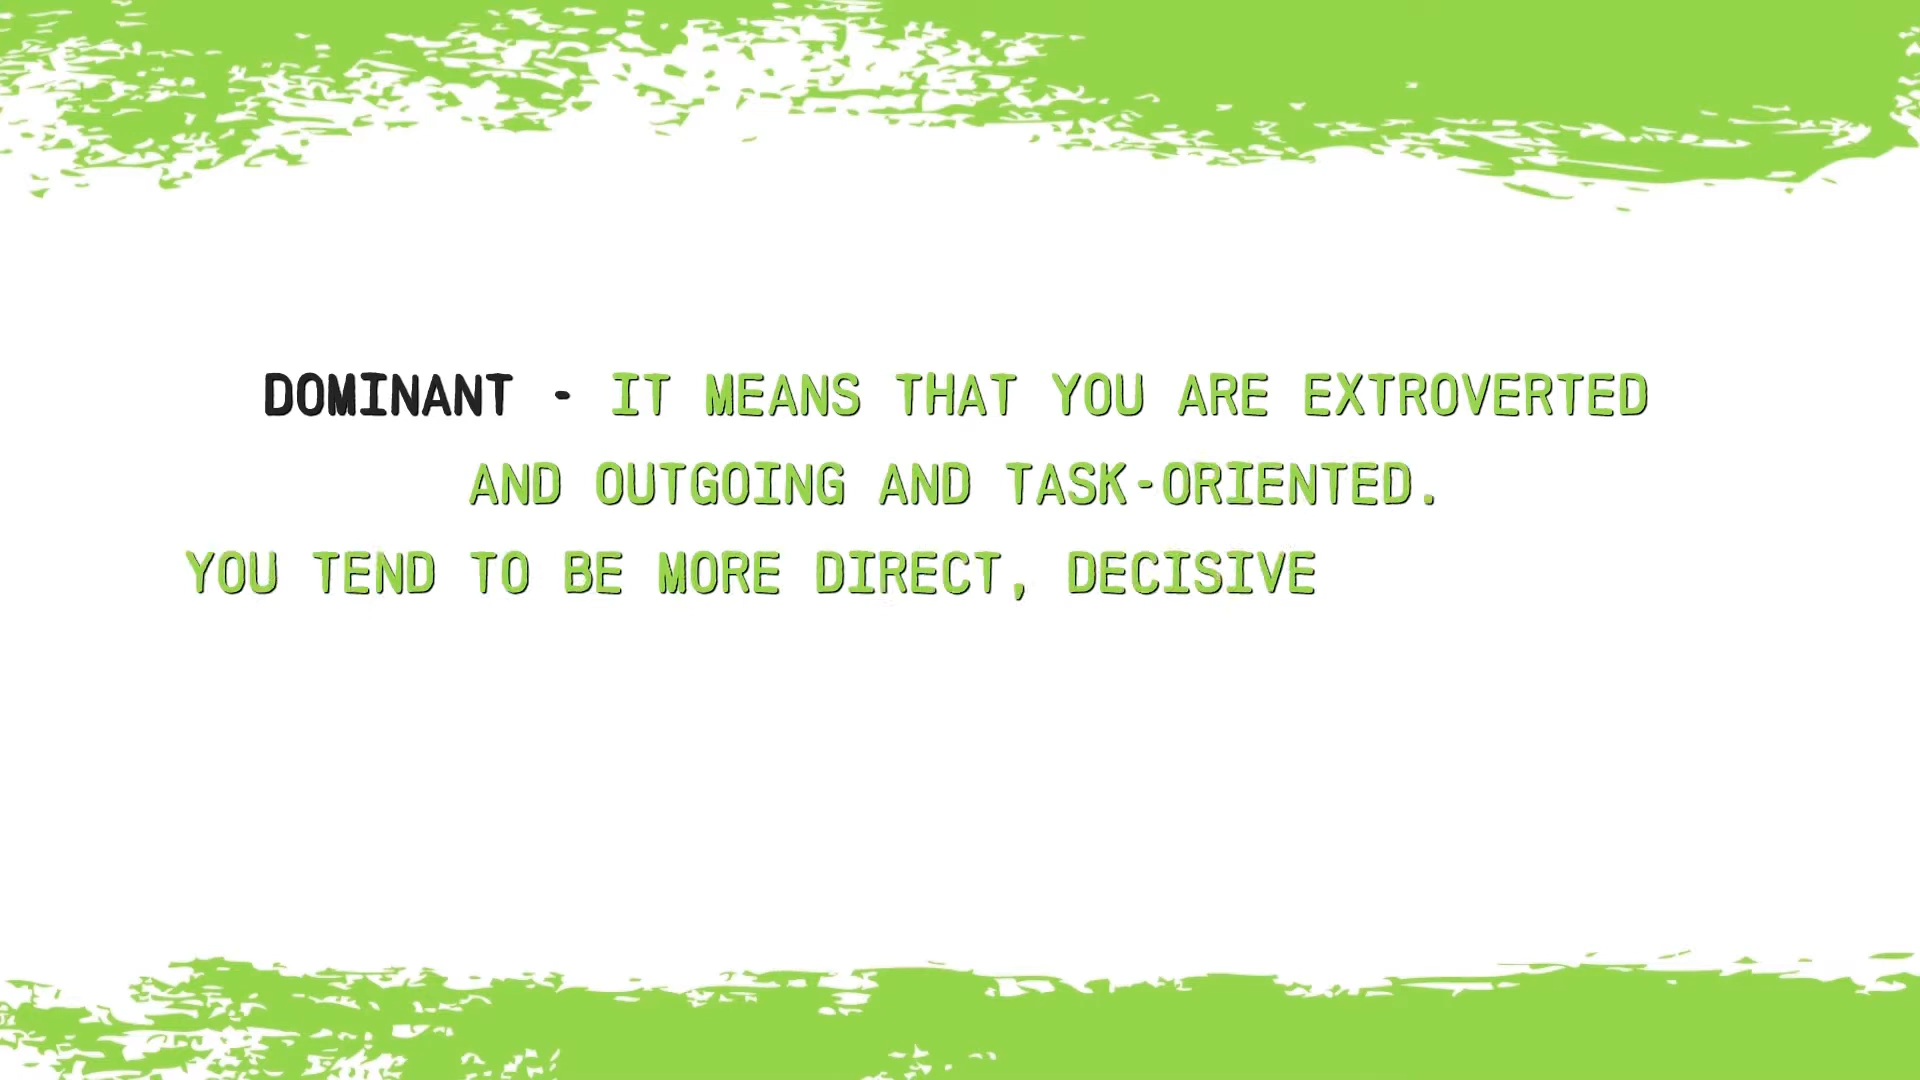 DOMINANT - IT MEANS THAT YOU ARE EXTROVERTED
AND OUTGOING AND TASK-ORIENTED.
YOU TEND TO BE MORE DIRECT, DECISIVE